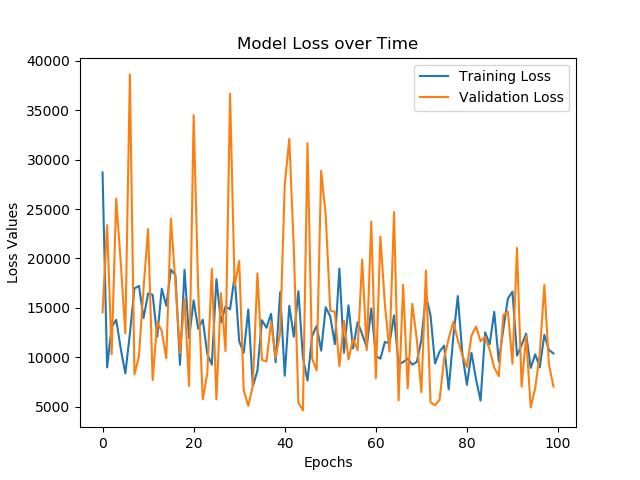 Model Loss over Time
Training Loss
Validation Loss
Loss Values
40000
35000
30000
25000
20000
15000
10000
5000
0
20
40
60
80
100
Epochs